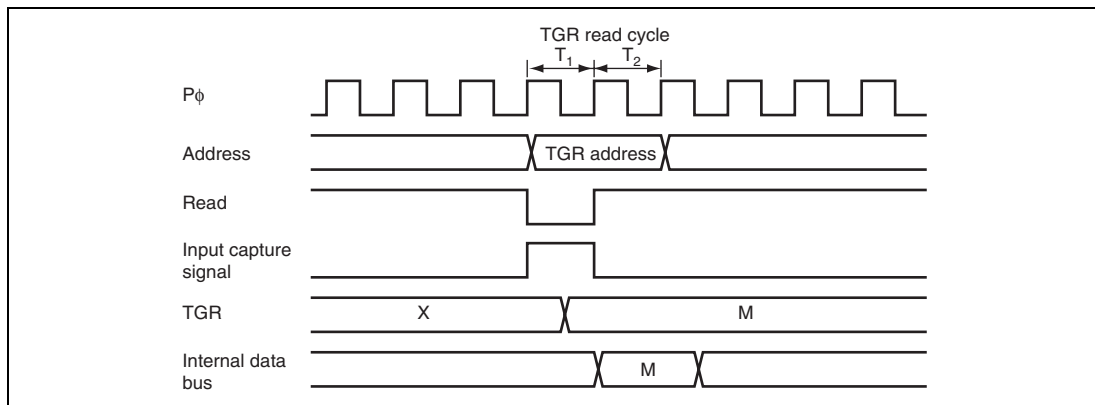 TGR read cycle
T1 T2
Pϕ
Address
TGR address
Read
Input capture
signal
TGR
X
M
Internal data
bus
M